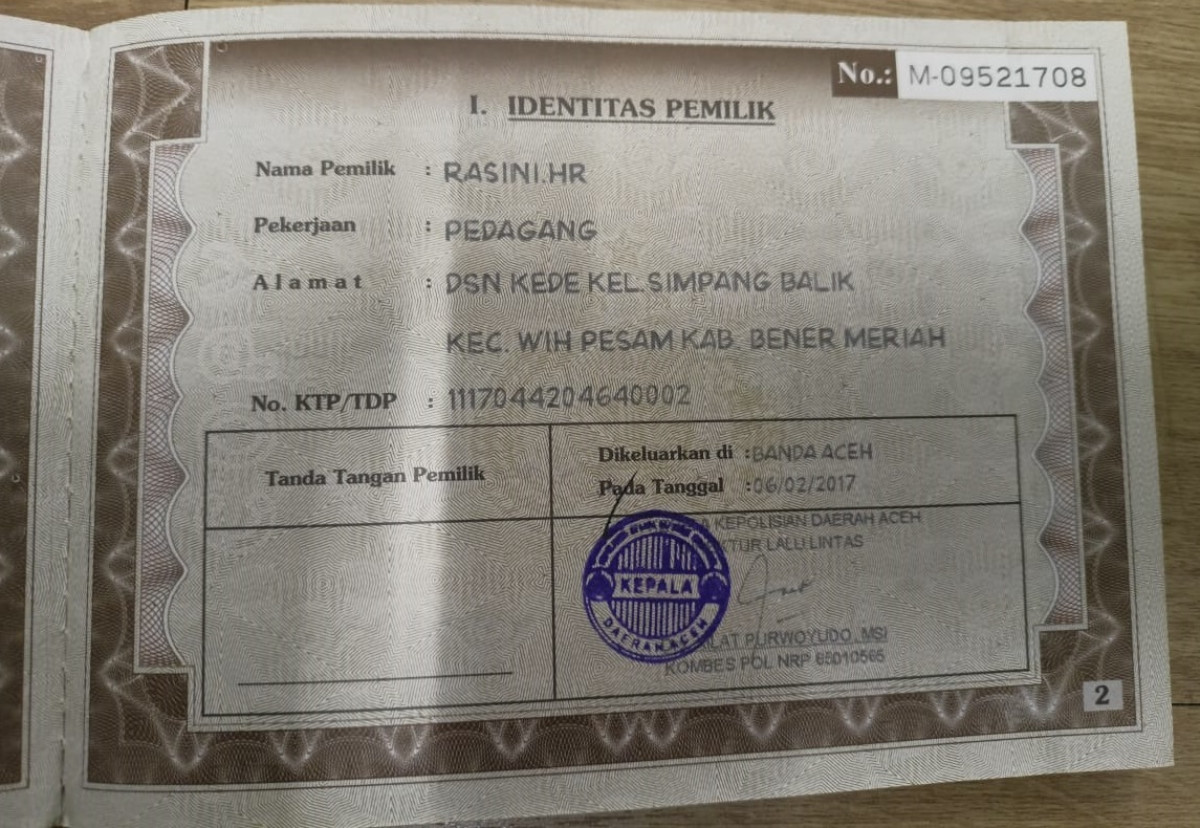 No.: M-09521708
I. IDENTITAS PEMILIK
Nama Pemilik : RASINI.HR
Pekerjaan : PEDAGANG
Alamat : DSN KEDE KEL.SIMPANG BALIK
KEC. WIH PESAM KAB. BENER MERIAH
No. KTP/TDP : 1117044204640002
Tanda Tangan Pemilik
Dikeluarkan di : BANDA ACEH
Pada Tanggal : 06/02/2017
KEPOLISIAN DAERAH ACEH
LALU LINTAS
KEPALA
DAERAH ACEH
PURWOYUDO, MSI
KOMBES POL NRP
2